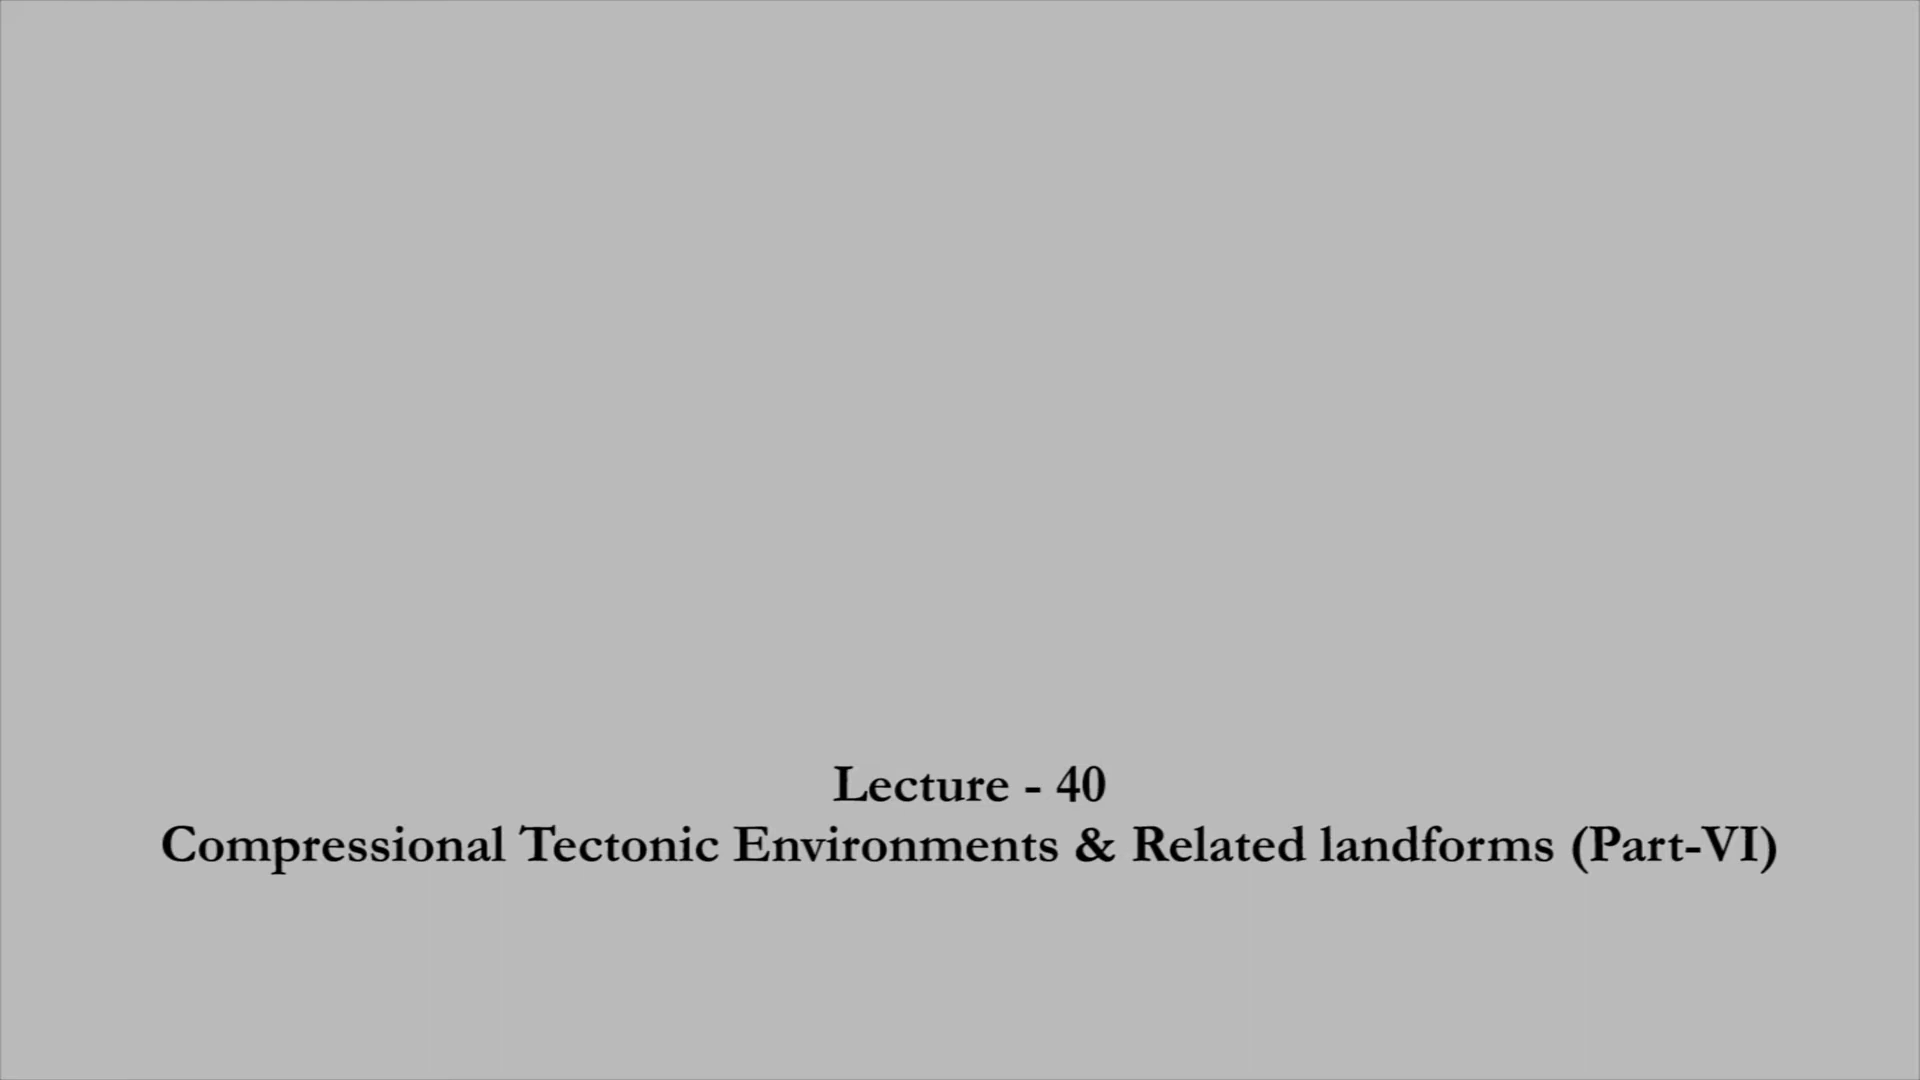 Lecture - 40
Compressional Tectonic Environments & Related landforms (Part-VI)